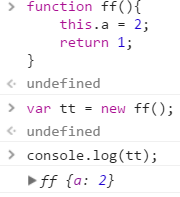 > function ff(){
this.a = 2;
return 1;
}
< undefined
> var tt = new ff();
< undefined
> console.log(tt);
▶ff {a: 2}